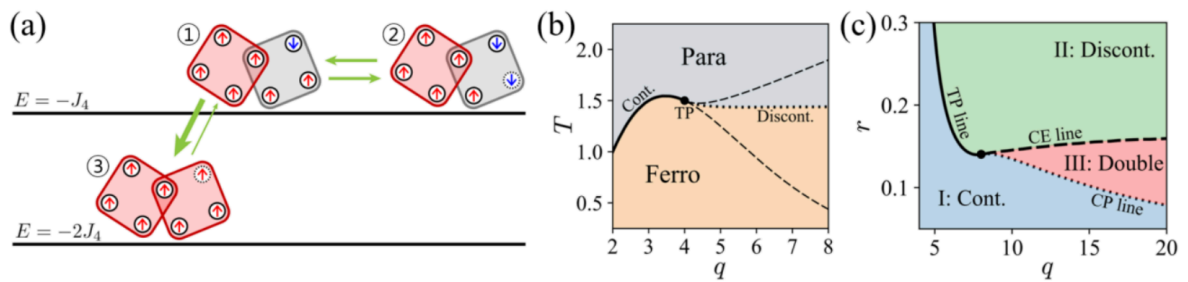 (a)
①
②
E = −J₄
③
E = −2J₄
(b)
T
2.0
1.5
1.0
0.5
Para
Cont.
TP
Discont.
Ferro
2 3 4 5 6 7 8
q
(c)
r
0.3
0.2
0.1
II: Discont.
TP line
CE line
III: Double
I: Cont.
CP line
5 10 15 20
q